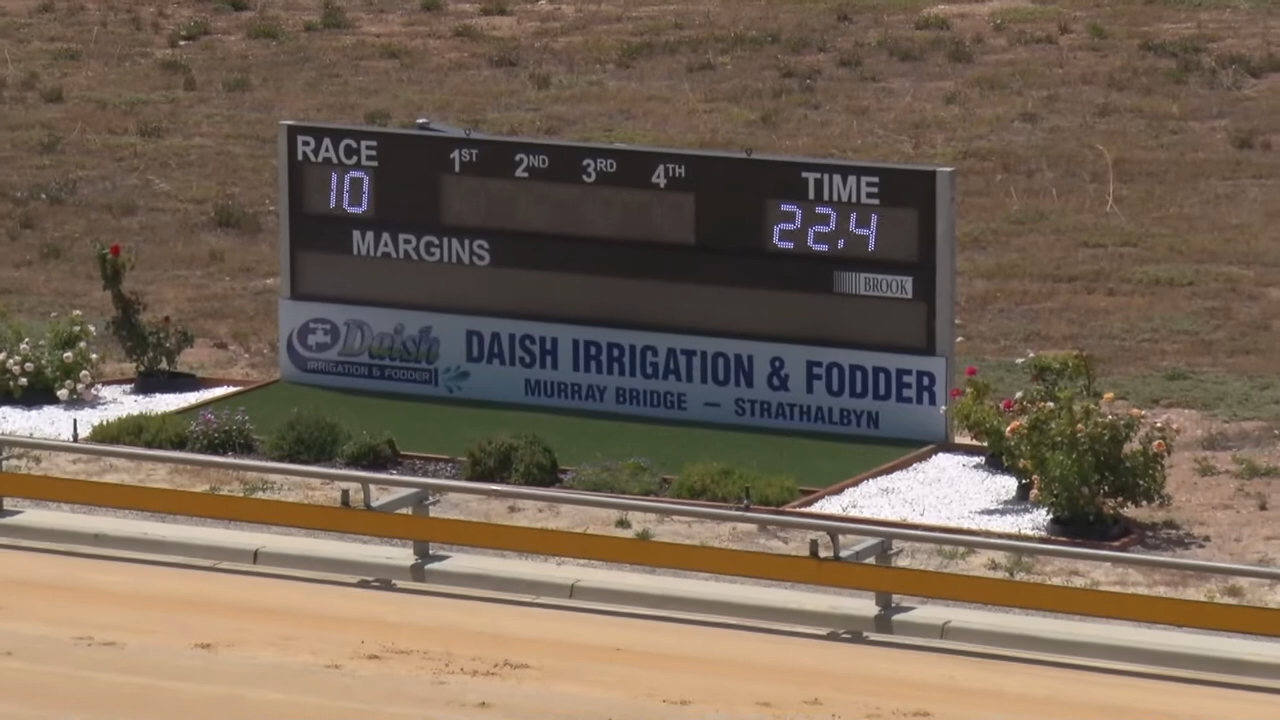 RACE 1ST 2ND 3RD 4TH TIME
10 22.4
MARGINS
BROOK
Daish
IRRIGATION & FODDER
DAISH IRRIGATION & FODDER
MURRAY BRIDGE — STRATHALBYN